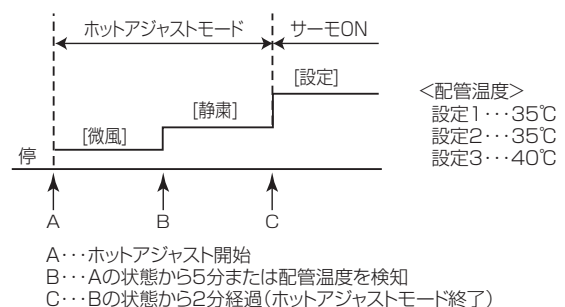 ホットアジャストモード サーモON
[設定]
[静粛]
[微風]
停
A B C
<配管温度>
設定1・・・35℃
設定2・・・35℃
設定3・・・40℃
A・・・ホットアジャスト開始
B・・・Aの状態から5分または配管温度を検知
C・・・Bの状態から2分経過(ホットアジャストモード終了)